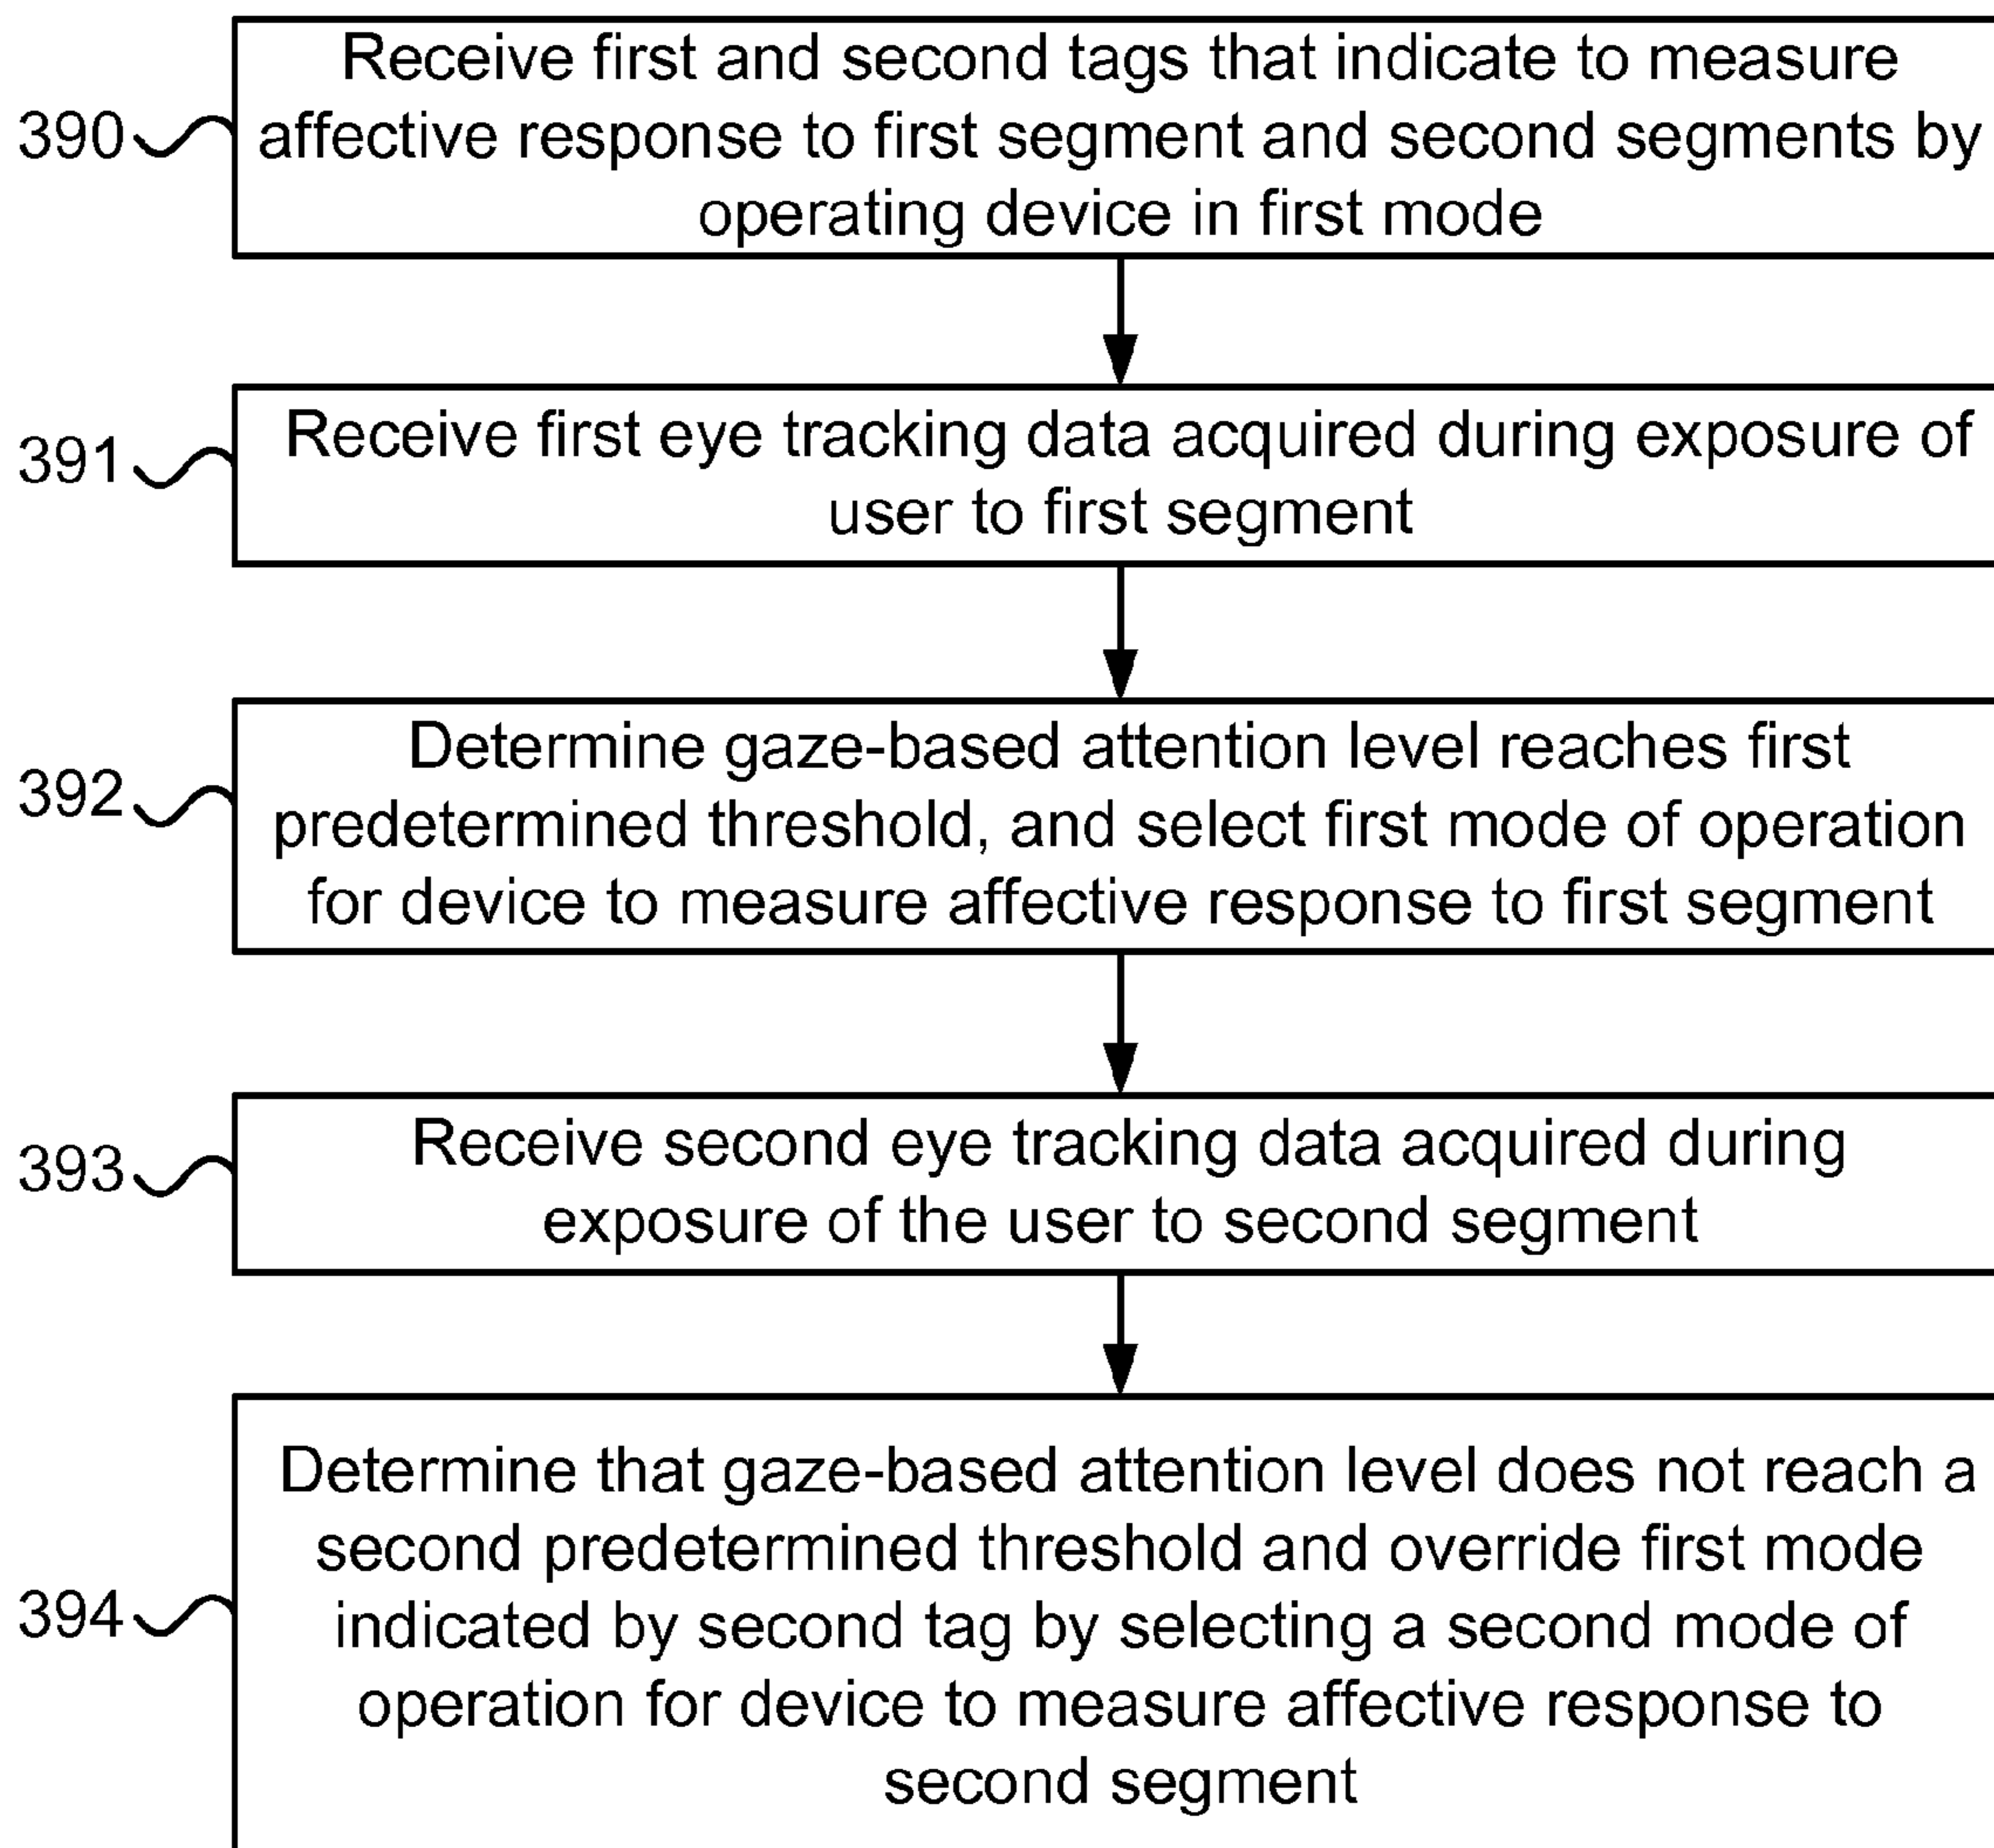 Receive first and second tags that indicate to measure
390 affective response to first segment and second segments by
operating device in first mode
391 Receive first eye tracking data acquired during exposure of
user to first segment
Determine gaze-based attention level reaches first
392 predetermined threshold, and select first mode of operation
for device to measure affective response to first segment
393 Receive second eye tracking data acquired during
exposure of the user to second segment
Determine that gaze-based attention level does not reach a
second predetermined threshold and override first mode
394 indicated by second tag by selecting a second mode of
operation for device to measure affective response to
second segment